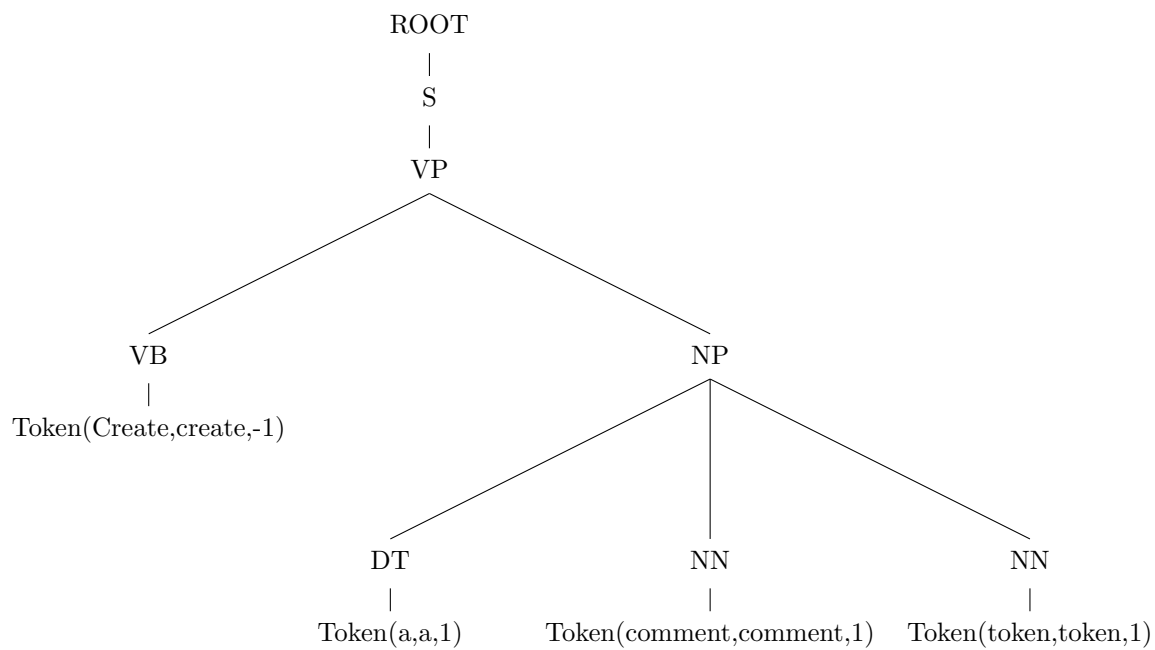 ROOT
S
VP
VB NP
Token(Create,create,-1)
DT NN NN
Token(a,a,1) Token(comment,comment,1) Token(token,token,1)